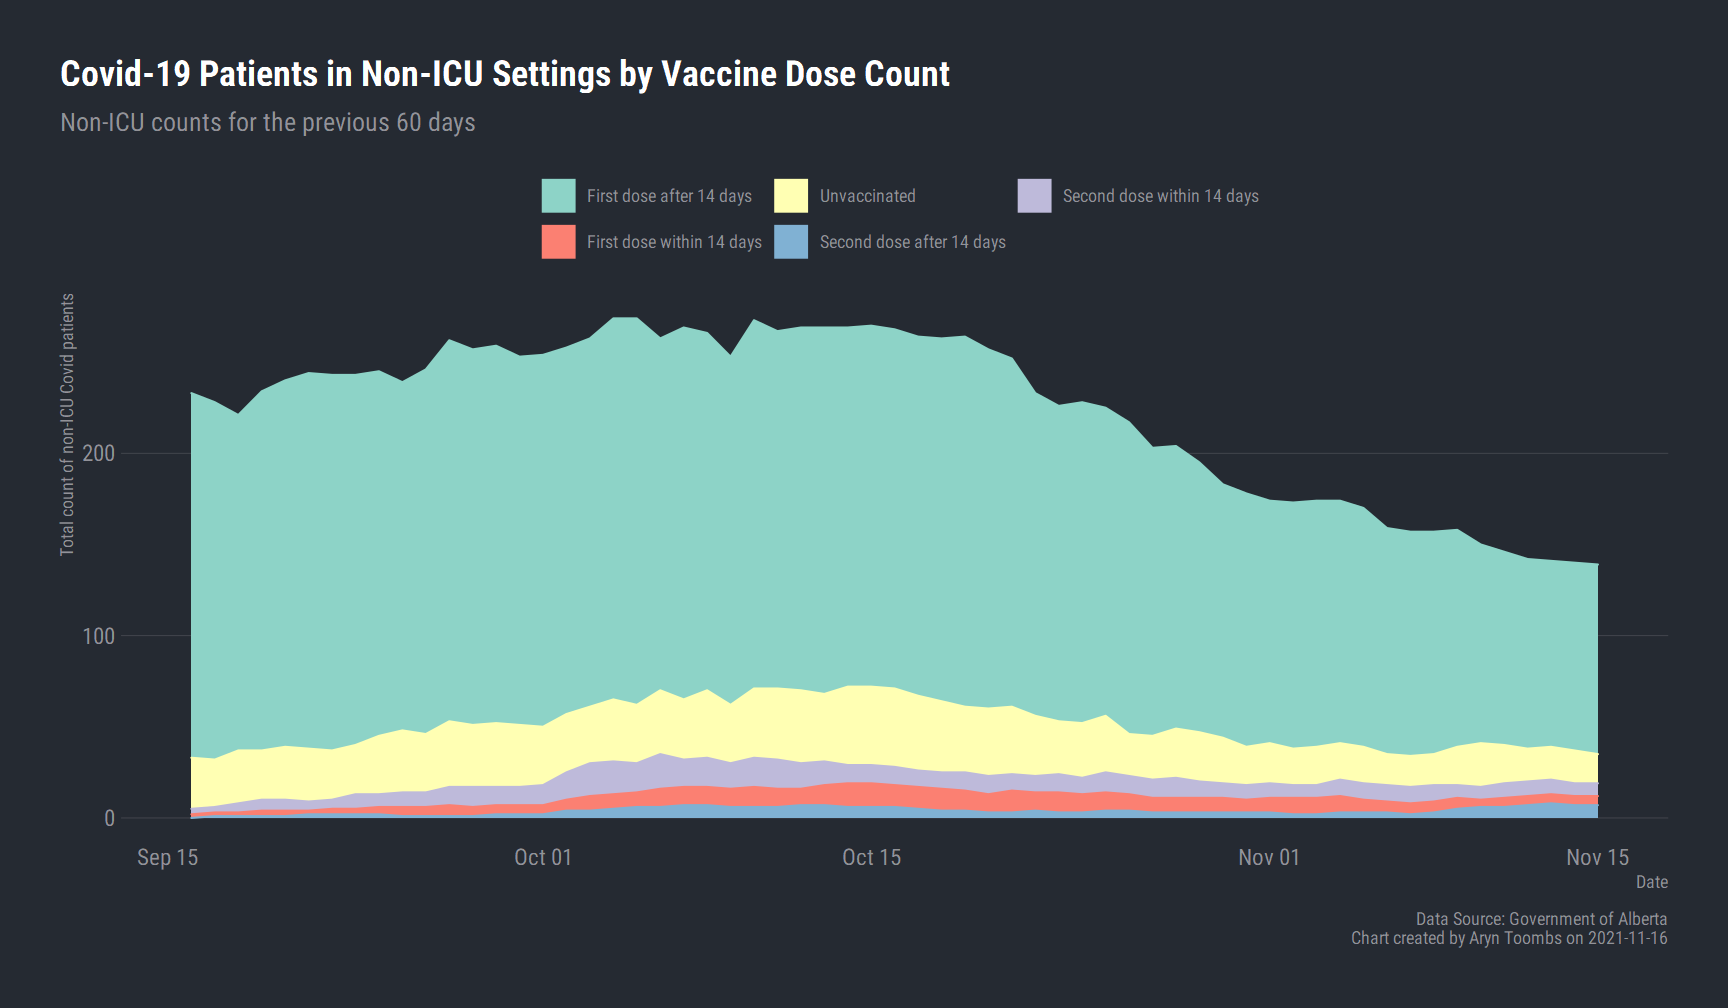 Covid-19 Patients in Non-ICU Settings by Vaccine Dose Count
Non-ICU counts for the previous 60 days
First dose after 14 days
Unvaccinated
Second dose within 14 days
First dose within 14 days
Second dose after 14 days
Total count of non-ICU Covid patients
200
100
0
Sep 15
Oct 01
Oct 15
Nov 01
Nov 15
Date
Data Source: Government of Alberta
Chart created by Aryn Toombs on 2021-11-16